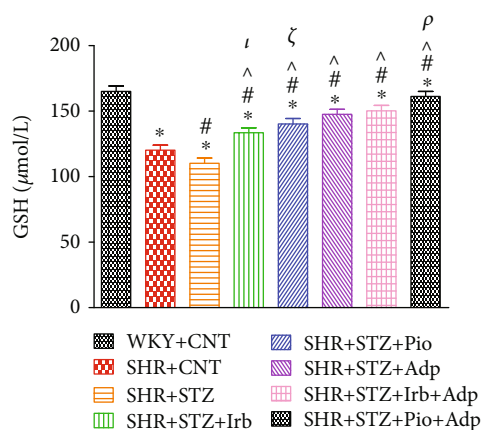 ρ
ι ζ ^
^ ^ ^ ^ #
# # # # # *
* * * * * * *
200
150
100
50
0
GSH (μmol/L)
WKY+CNT
SHR+CNT
SHR+STZ
SHR+STZ+Irb
SHR+STZ+Pio
SHR+STZ+Adp
SHR+STZ+Irb+Adp
SHR+STZ+Pio+Adp